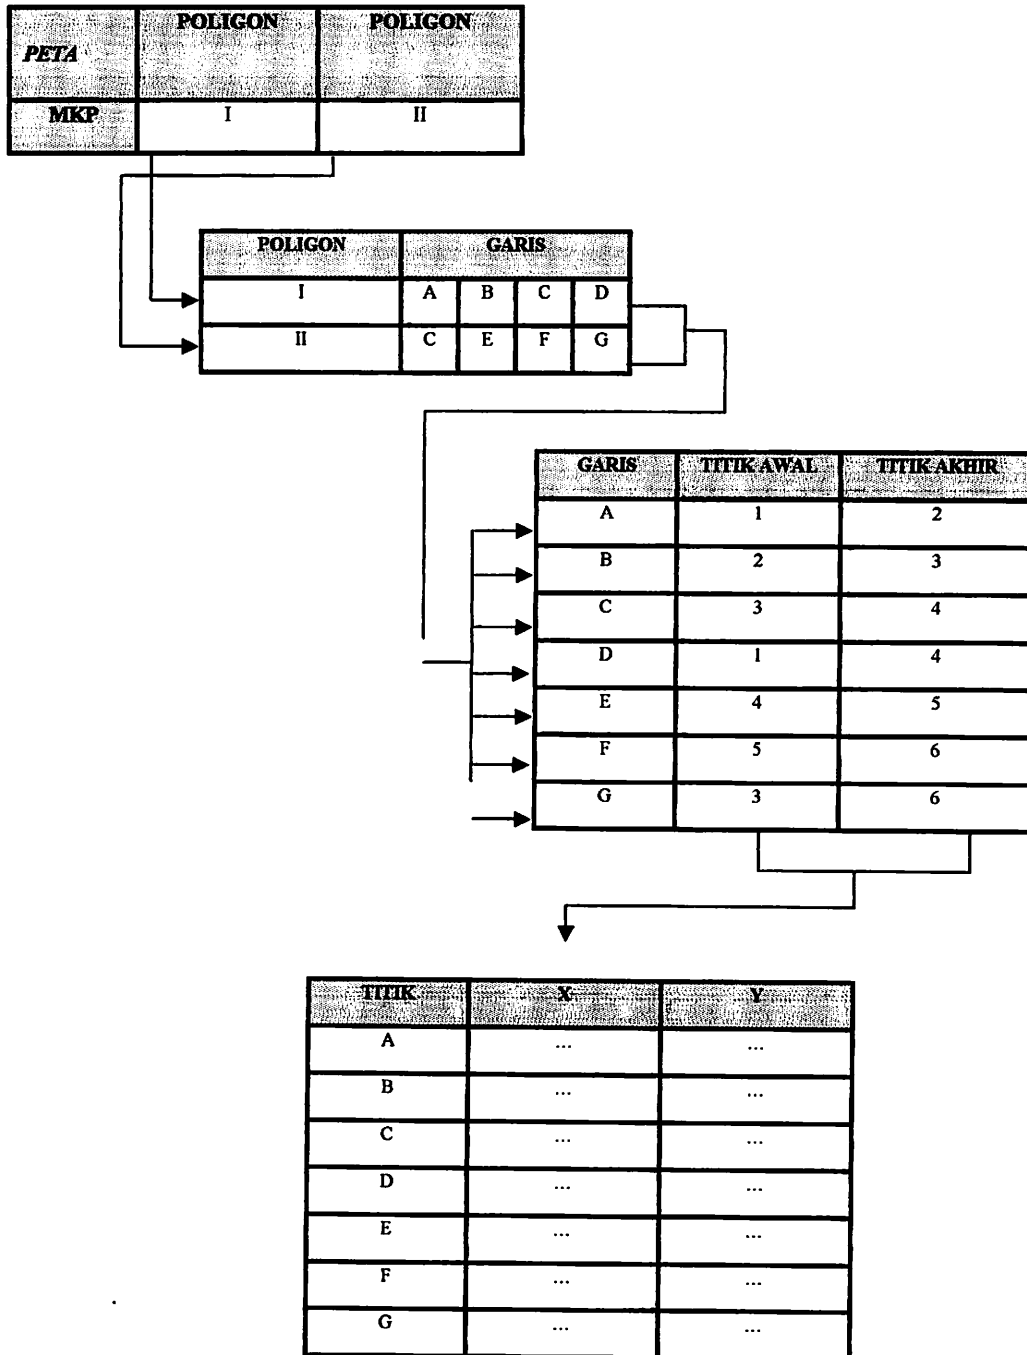 POLIGON POLIGON
PETA
MKP I II
POLIGON GARIS
I A B C D
II C E F G
GARIS TITIK AWAL TITIK AKHIR
A 1 2
B 2 3
C 3 4
D 1 4
E 4 5
F 5 6
G 3 6
TITIK X Y
A ... ...
B ... ...
C ... ...
D ... ...
E ... ...
F ... ...
G ... ...